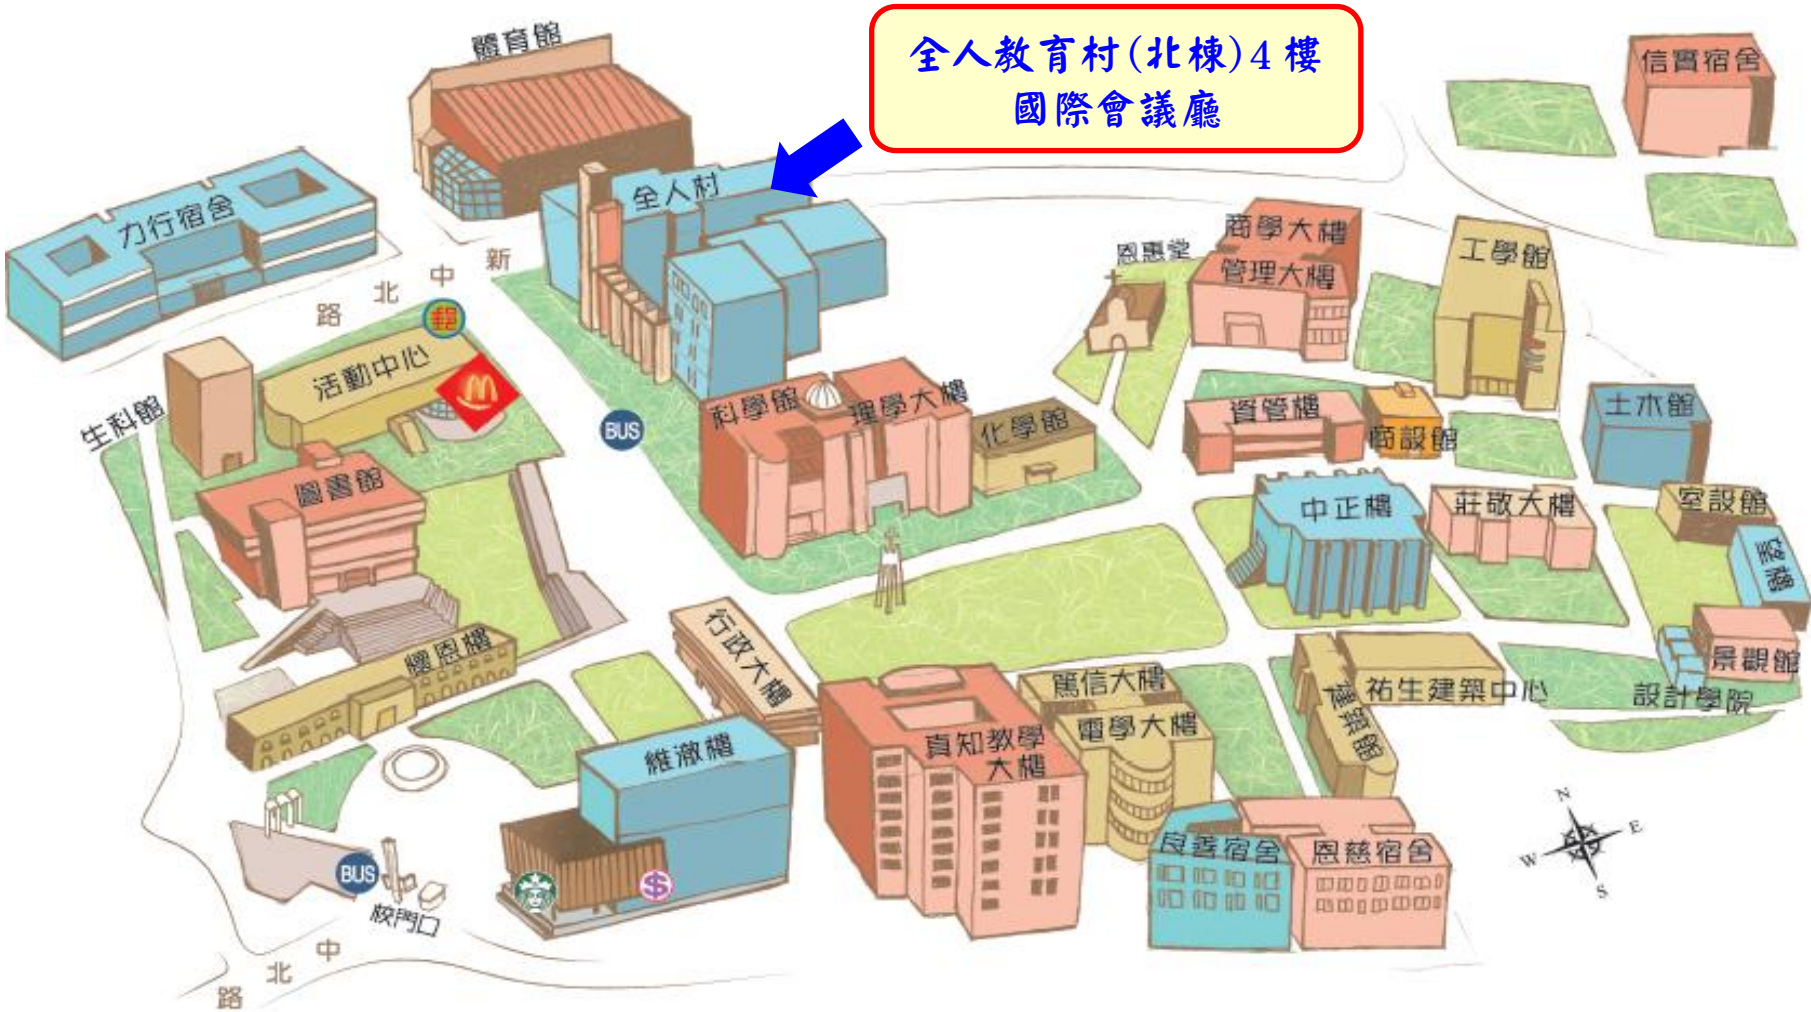 體育館
全人教育村(北棟)4 樓
國際會議廳
信實宿舍
全人村
力行宿舍
新
中
北
路
郵
恩惠堂
商學大樓
管理大樓
工學館
活動中心
生科館
BUS
科學館
理學大樓
化學館
資管樓
商設館
土木館
圖書館
中正樓
莊敬大樓
室設館
望樓
行政大樓
懷恩樓
篤信大樓
建築館
祐生建築中心
景觀館
設計學院
維澈樓
真知教學
大樓
電學大樓
N
W
E
S
良善宿舍
恩慈宿舍
BUS
$
校門口
中
北
路